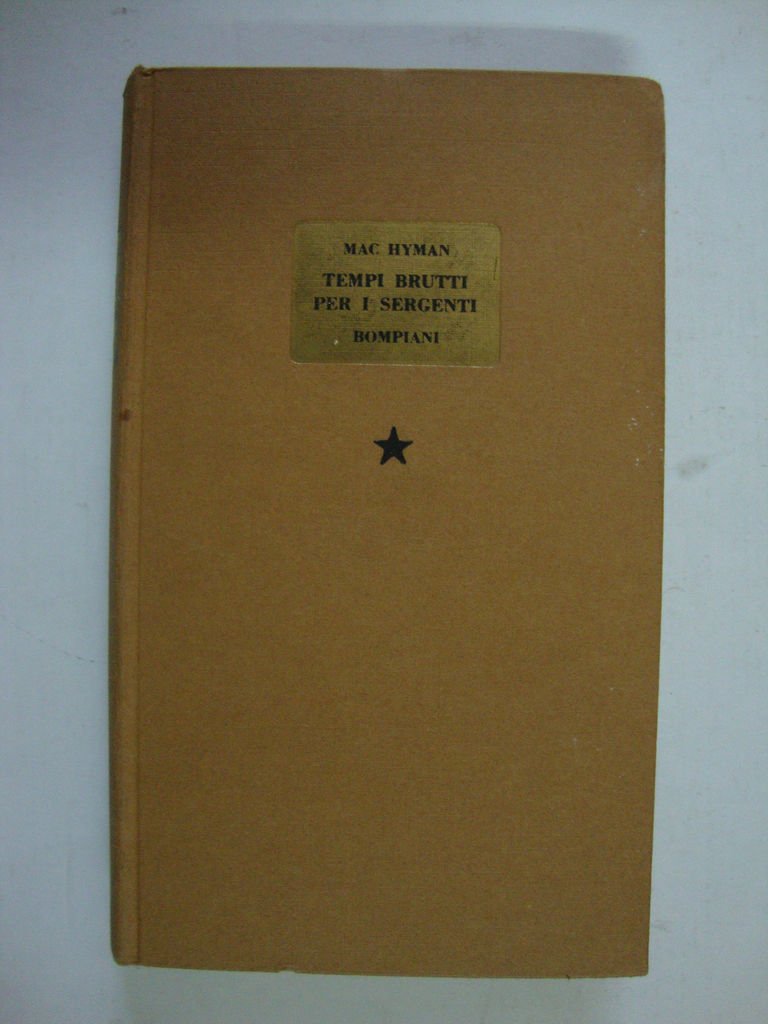 MAC HYMAN
TEMPI BRUTTI
PER I SERGENTI
BOMPIANI